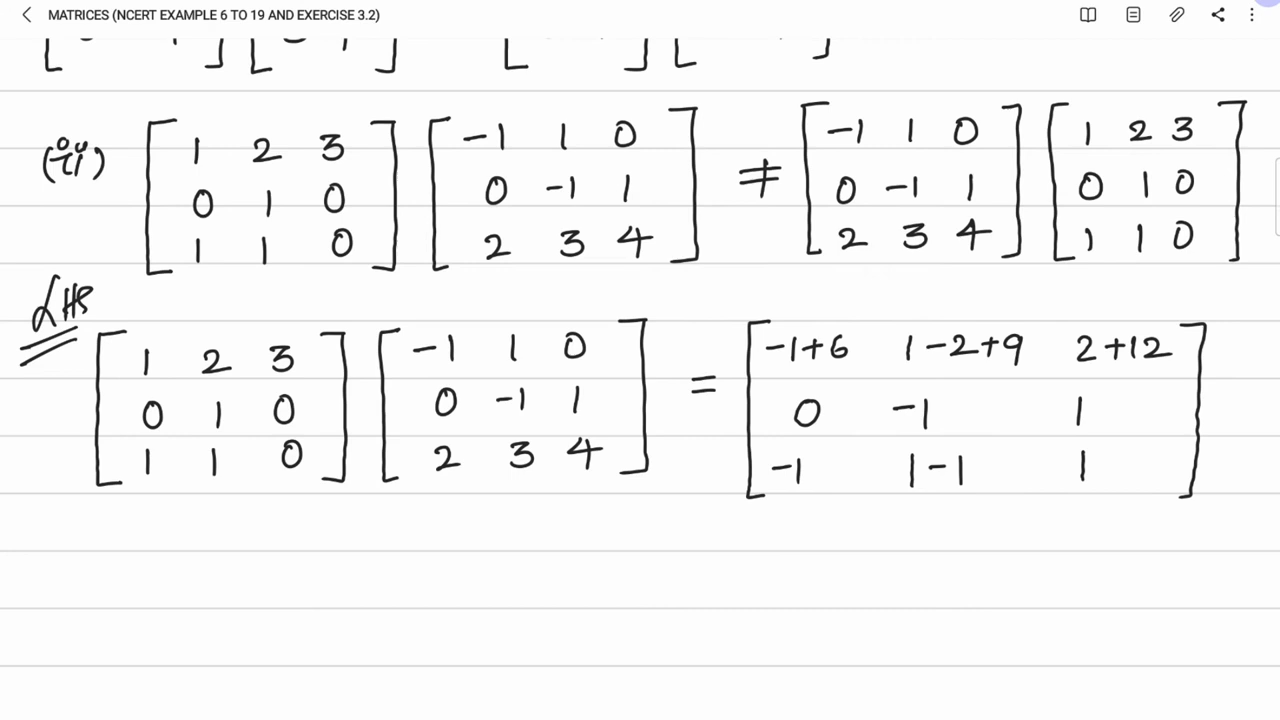 MATRICES (NCERT EXAMPLE 6 TO 19 AND EXERCISE 3.2)
(ii) [1 2 3] [-1 1 0] ≠ [-1 1 0] [1 2 3]
[0 1 0] [0 -1 1] [0 -1 1] [0 1 0]
[1 1 0] [2 3 4] [2 3 4] [1 1 0]
LHS
[1 2 3] [-1 1 0] = [-1+6 1-2+9 2+12]
[0 1 0] [0 -1 1] [0 -1 1]
[1 1 0] [2 3 4] [-1 1-1 1]